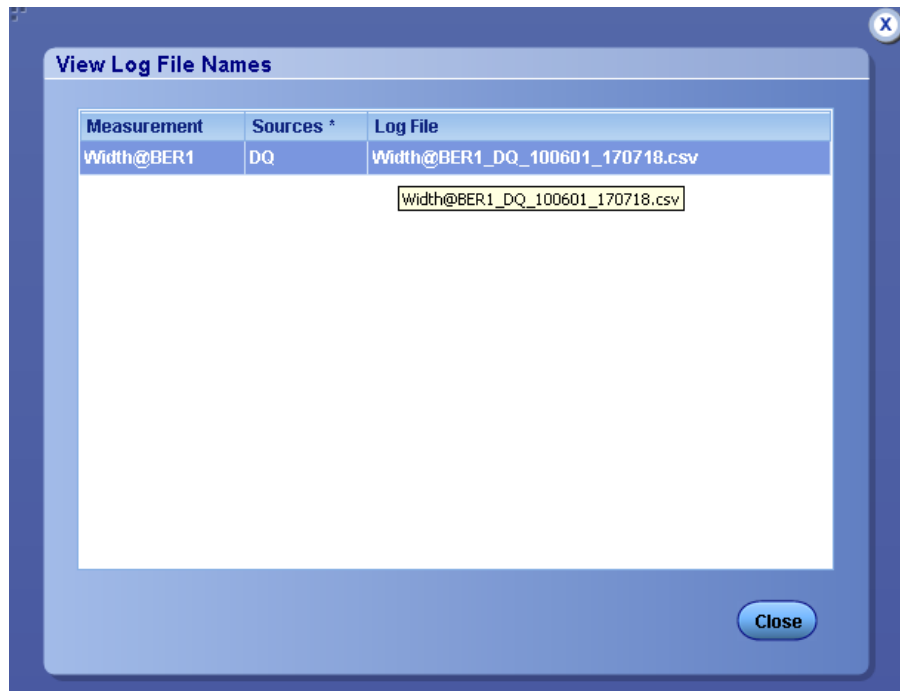 X
View Log File Names
Measurement Sources * Log File
Width@BER1 DQ Width@BER1_DQ_100601_170718.csv
Width@BER1_DQ_100601_170718.csv
Close